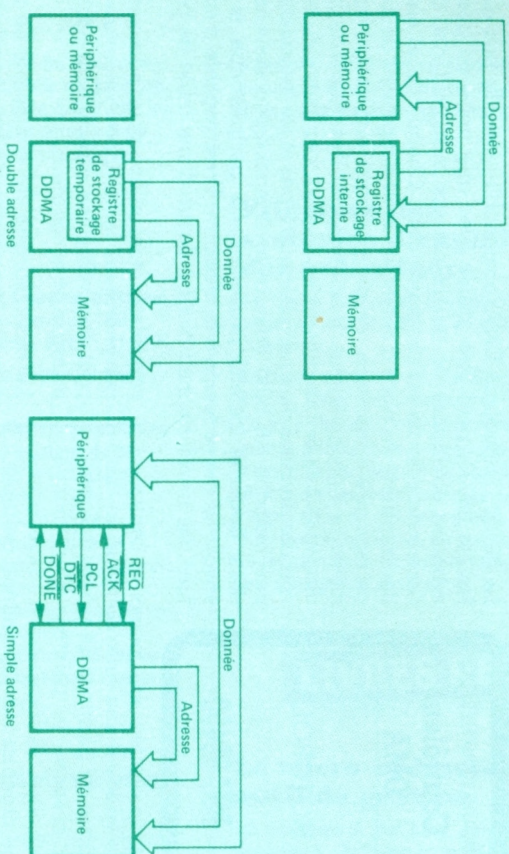 Donnée
Adresse
Périphérique
ou mémoire
Registre
de stockage
interne
DDMA
Mémoire
Donnée
Adresse
Périphérique
ou mémoire
Registre
de stockage
temporaire
DDMA
Mémoire
Double adresse
Donnée
Adresse
Périphérique
REQ
ACK
PCL
DTC
DONE
DDMA
Mémoire
Simple adresse